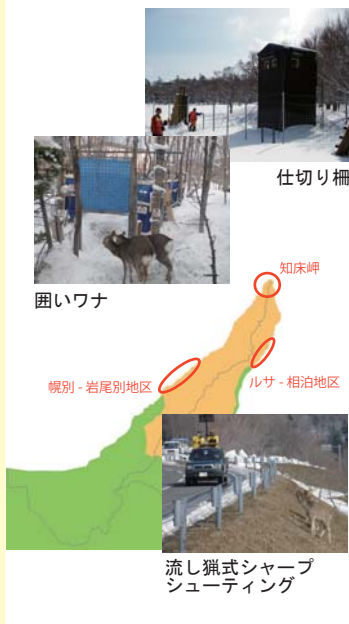 仕切り柵
囲いワナ
知床岬
幌別 - 岩尾別地区
ルサ - 相泊地区
流し猟式シャープ
シューティング